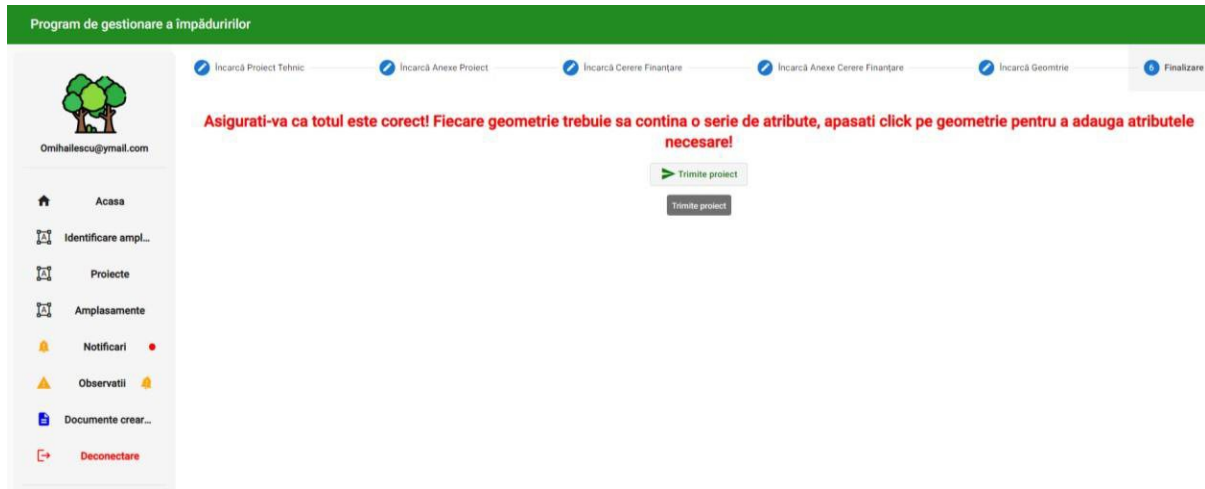 Program de gestionare a împăduririlor
Încarcă Proiect Tehnic
Încarcă Anexe Proiect
Încarcă Cerere Finanțare
Încarcă Anexe Cerere Finanțare
Încarcă Geomtrie
6 Finalizare
Asigurati-va ca totul este corect! Fiecare geometrie trebuie sa contina o serie de atribute, apasati click pe geometrie pentru a adauga atributele
necesare!
Trimite proiect
Trimite proiect
Omihailescu@ymail.com
Acasa
Identificare ampl...
Proiecte
Amplasamente
Notificari
Observatii
Documente crear...
Deconectare